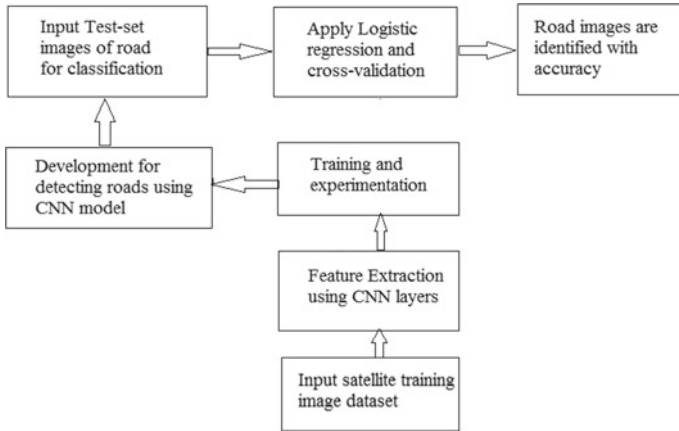 Input Test-set
images of road
for classification
Apply Logistic
regression and
cross-validation
Road images are
identified with
accuracy
Development for
detecting roads using
CNN model
Training and
experimentation
Feature Extraction
using CNN layers
Input satellite training
image dataset